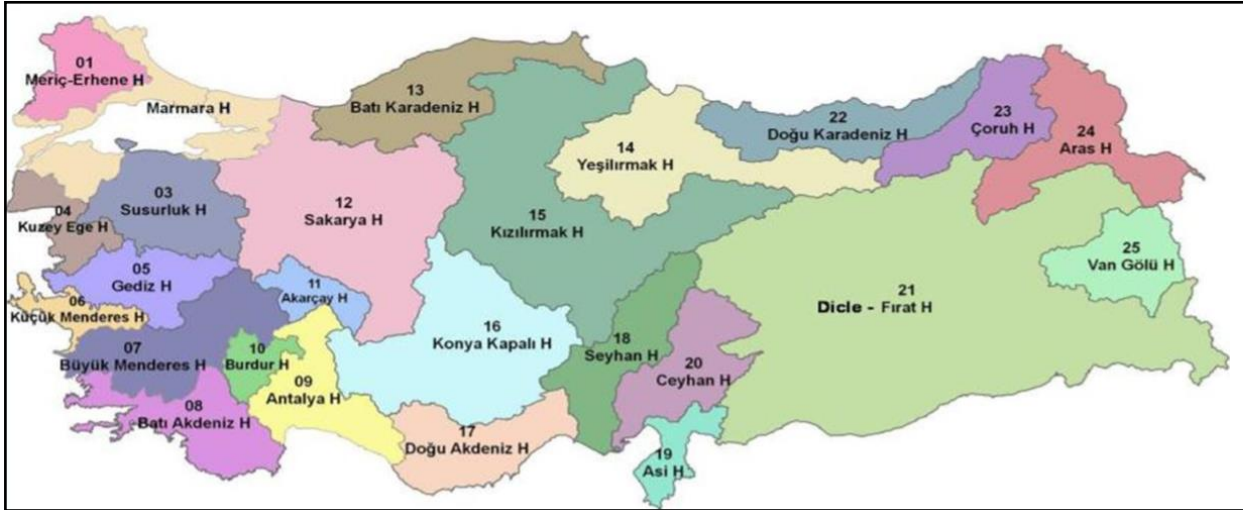 01
Meriç-Erhene H
Marmara H
13
Batı Karadeniz H
22
Doğu Karadeniz H
23
Çoruh H
24
Aras H
14
Yeşilırmak H
03
Susurluk H
12
Sakarya H
15
Kızılırmak H
04
Kuzey Ege H
25
Van Gölü H
05
Gediz H
11
Akarçay H
21
Dicle - Fırat H
06
Küçük Menderes H
16
Konya Kapalı H
18
Seyhan H
07
Büyük Menderes H
10
Burdur H
20
Ceyhan H
09
Antalya H
08
Batı Akdeniz H
17
Doğu Akdeniz H
19
Asi H